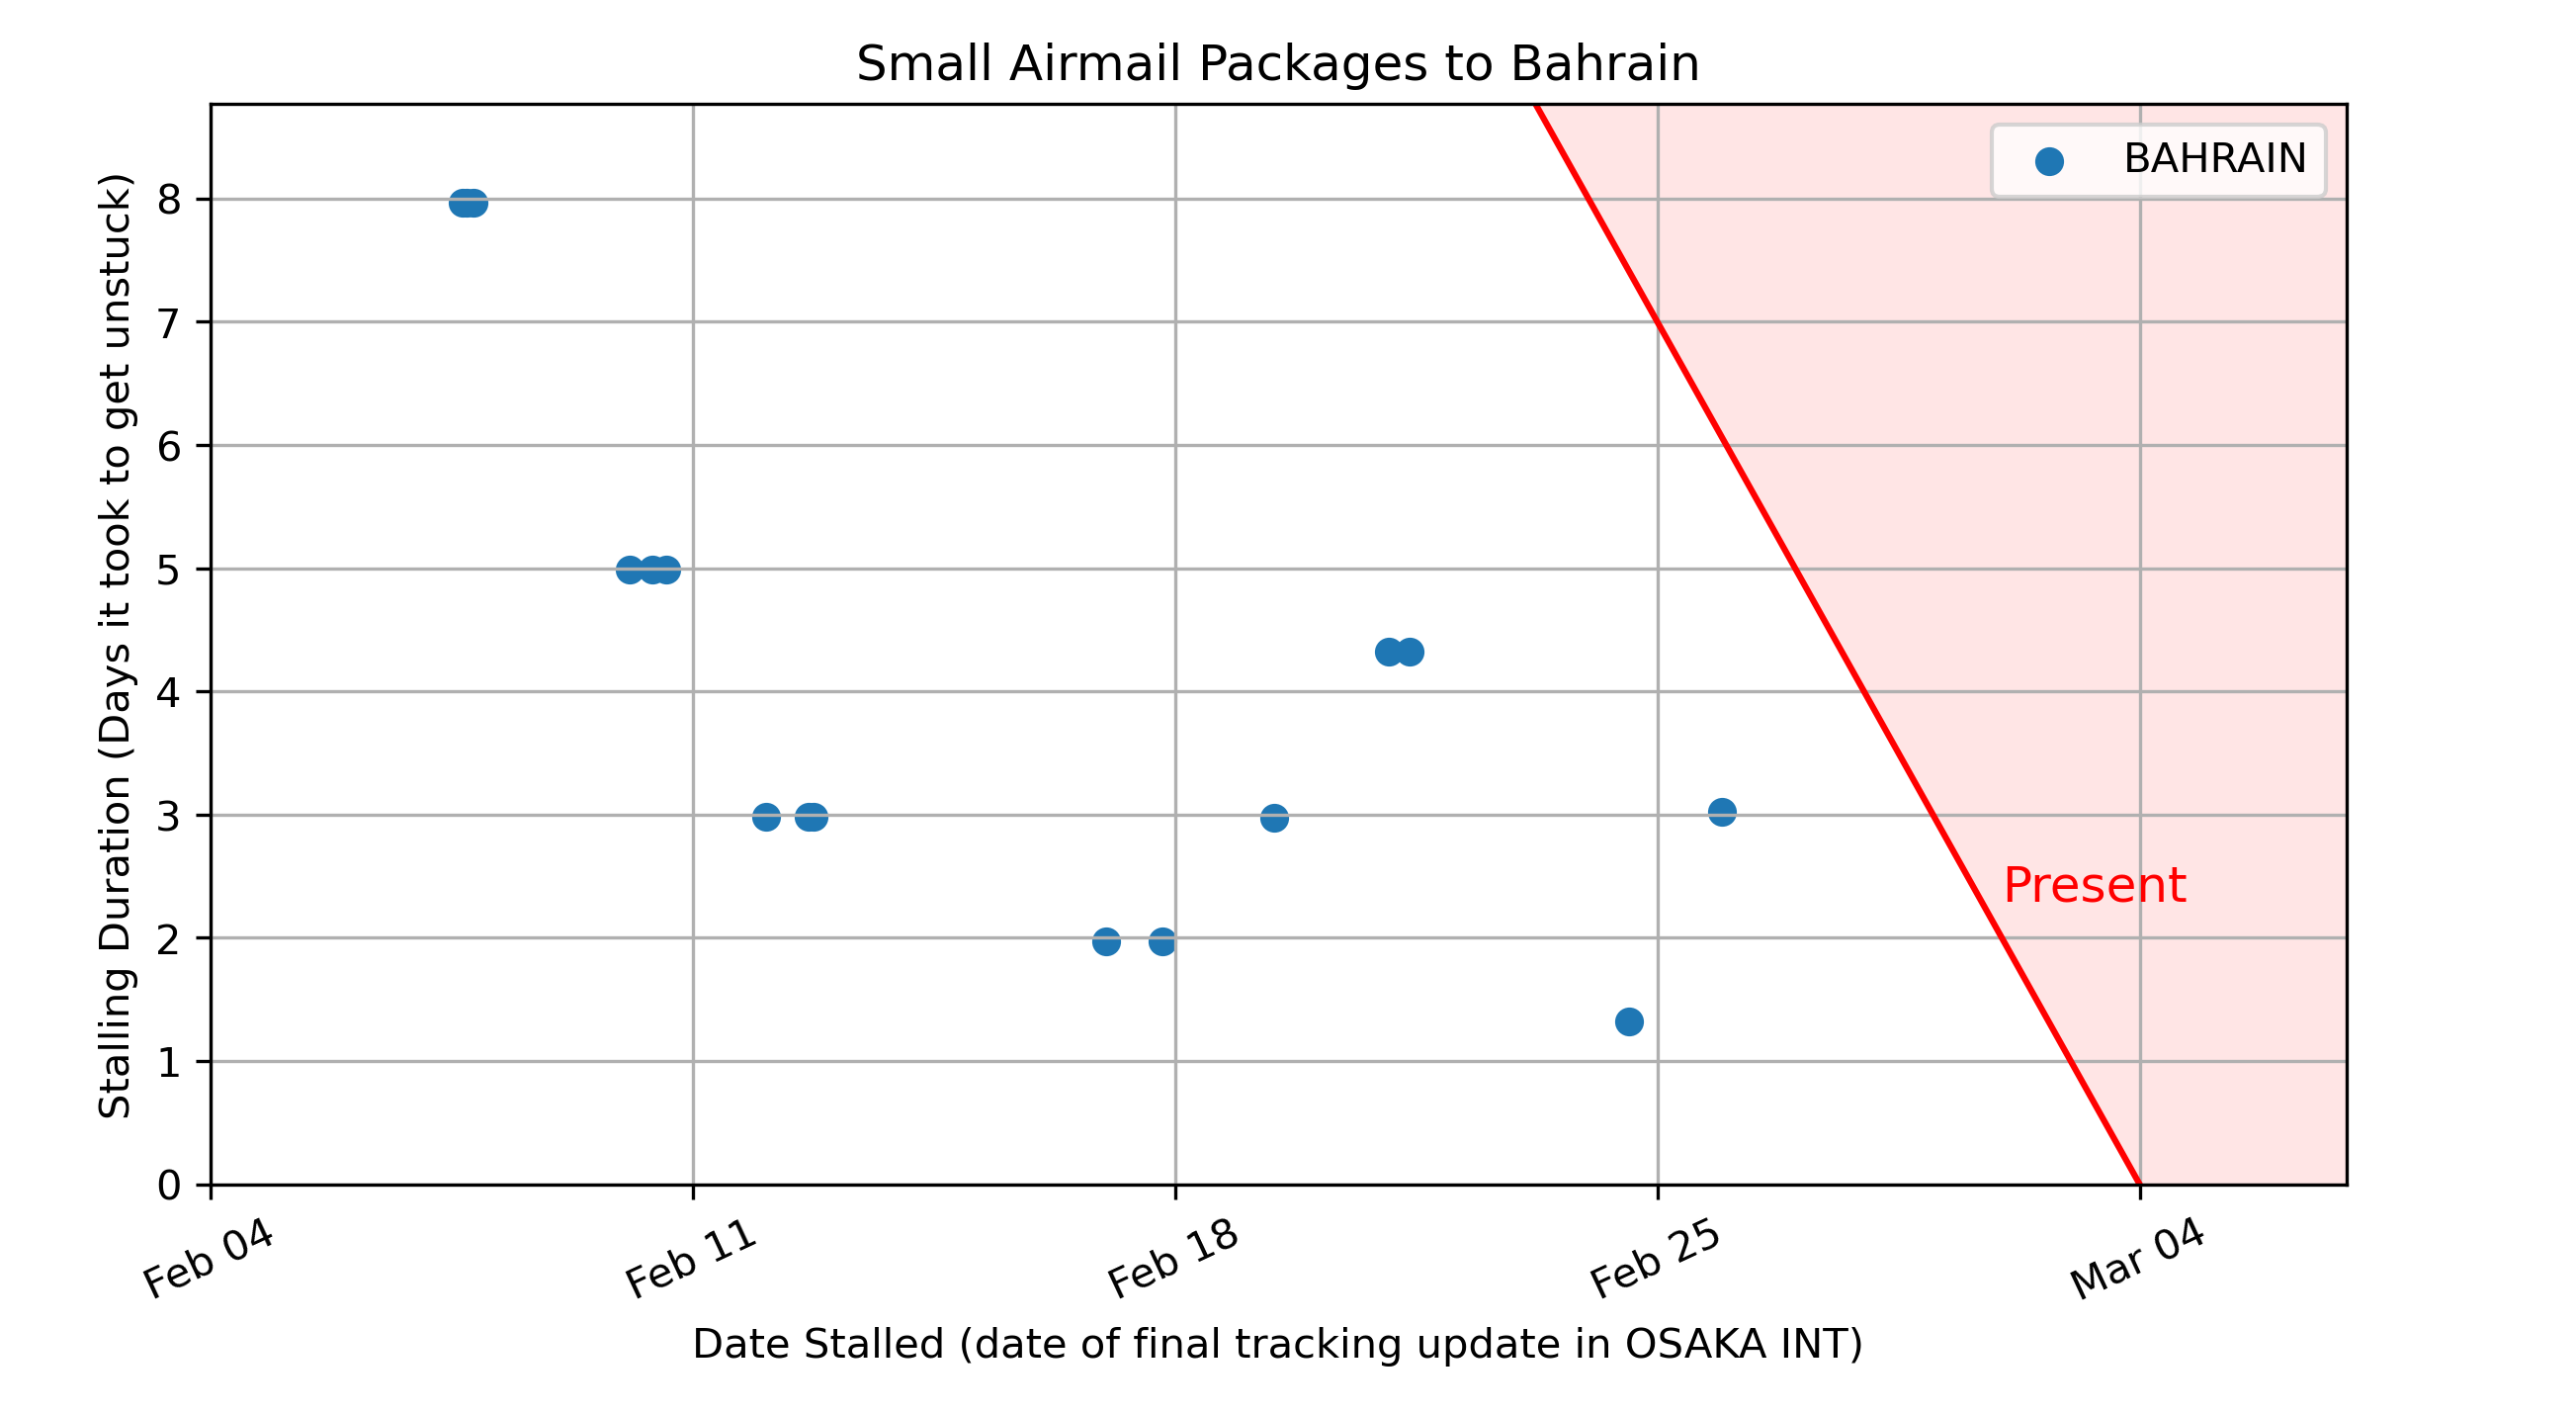 Small Airmail Packages to Bahrain
BAHRAIN
Stalling Duration (Days it took to get unstuck)
8
7
6
5
4
3
2
1
0
Present
Feb 04
Feb 11
Feb 18
Feb 25
Mar 04
Date Stalled (date of final tracking update in OSAKA INT)